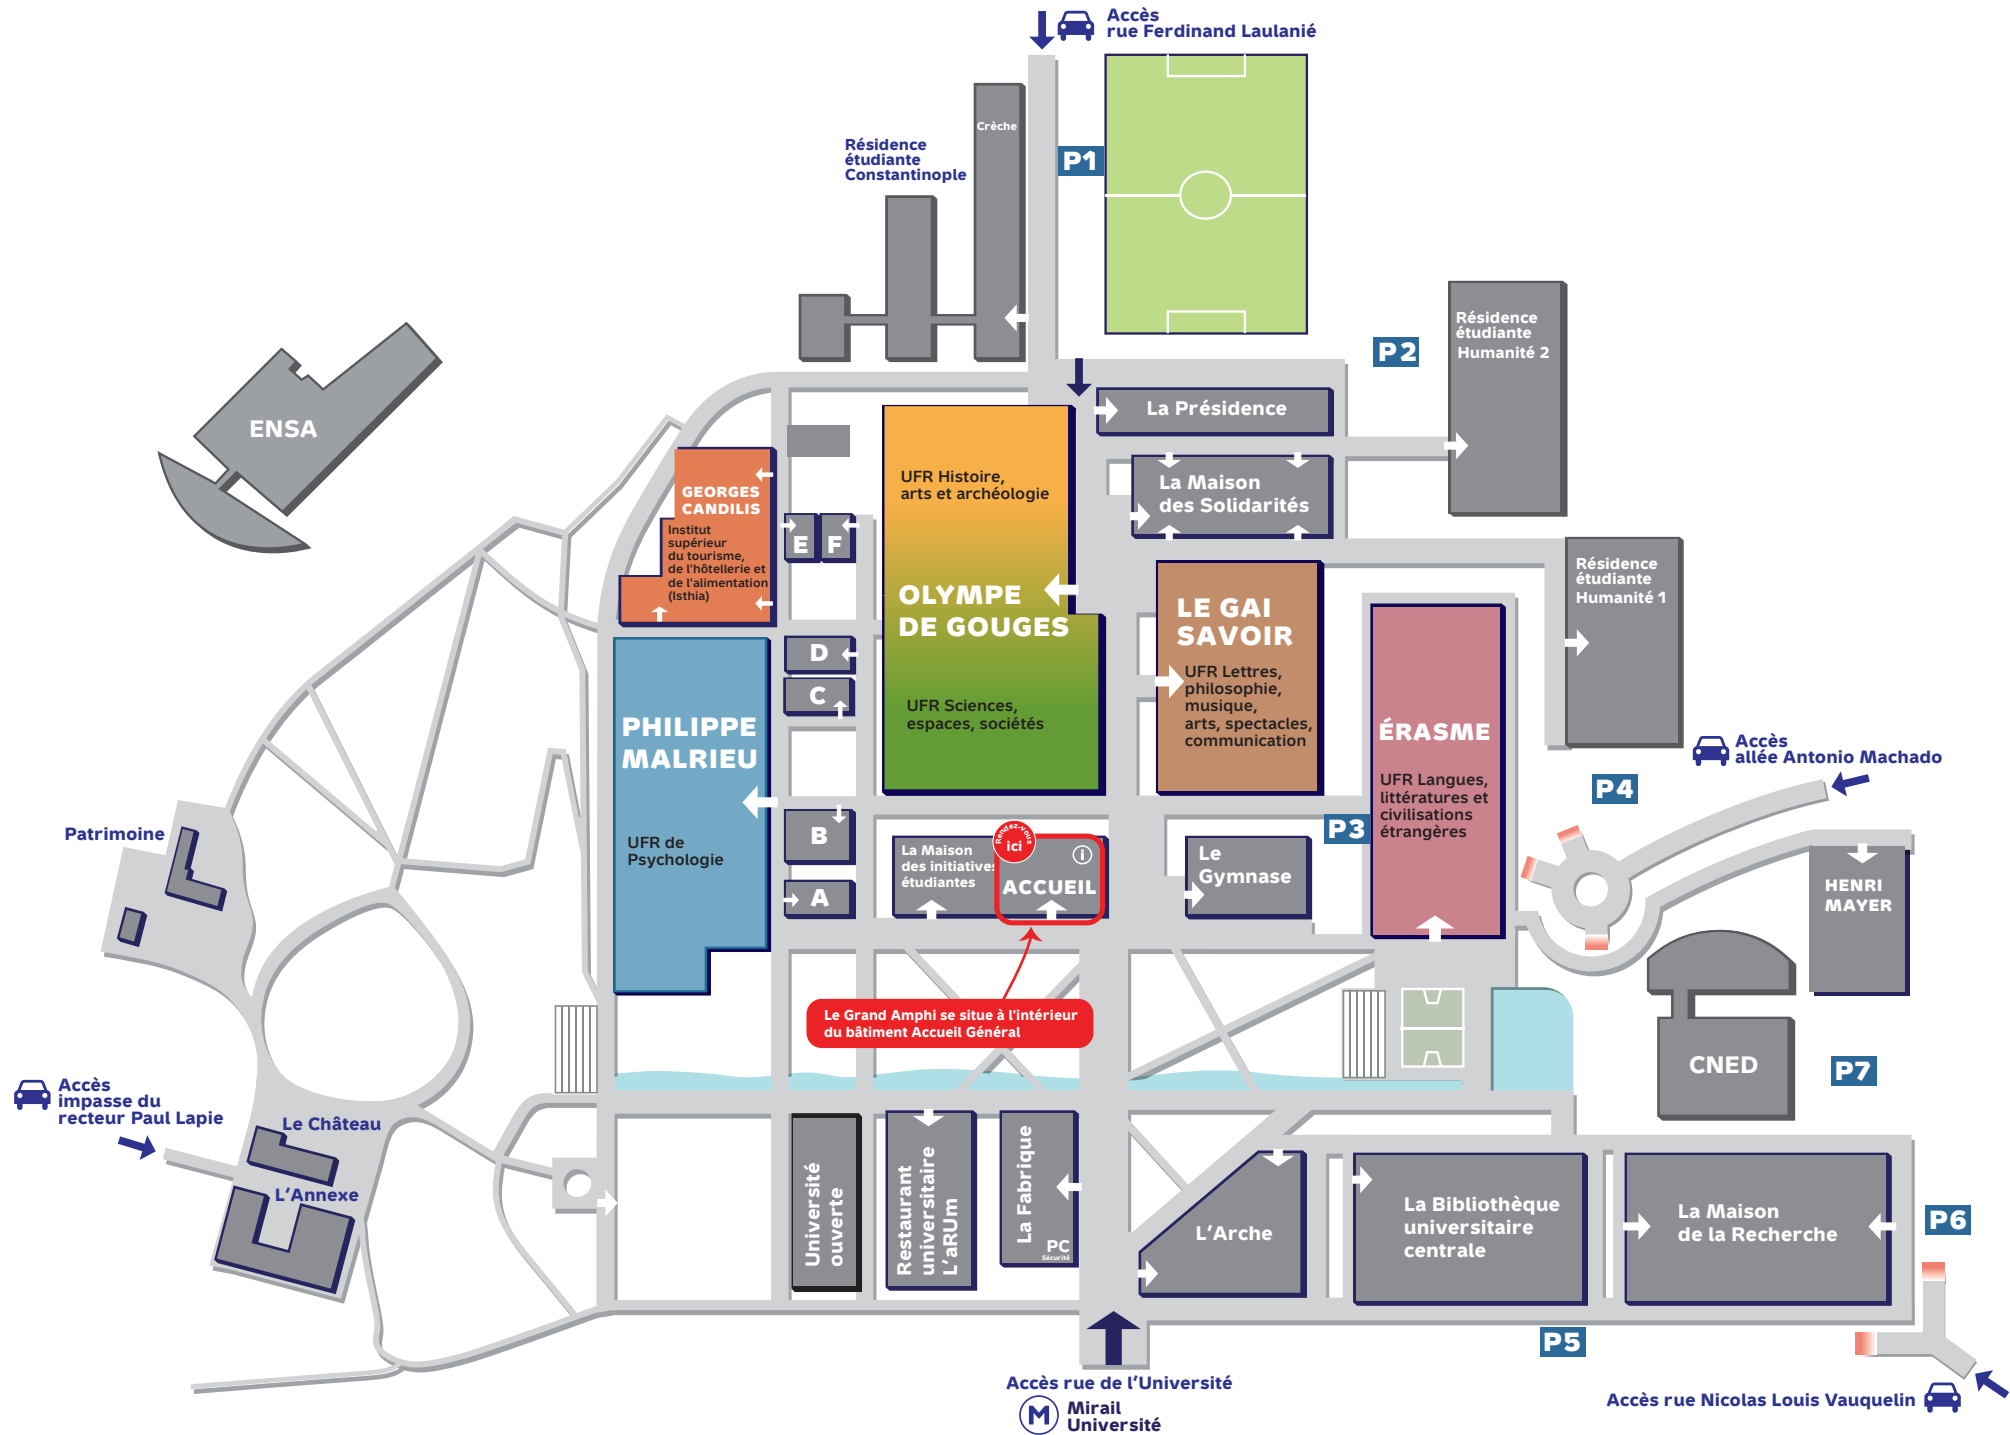 Accès
rue Ferdinand Laulanié
Crèche
Résidence
étudiante
Constantinople
P1
Résidence
étudiante
Humanité 2
P2
ENSA
La Présidence
La Maison
des Solidarités
UFR Histoire,
arts et archéologie
OLYMPE
DE GOUGES
UFR Sciences,
espaces, sociétés
GEORGES
CANDILIS
Institut
supérieur
du tourisme,
de l'hôtellerie et
de l'alimentation
(Isthia)
E
F
D
C
B
A
LE GAI
SAVOIR
UFR Lettres,
philosophie,
musique,
arts, spectacles,
communication
Résidence
étudiante
Humanité 1
PHILIPPE
MALRIEU
UFR de
Psychologie
ÉRASME
UFR Langues,
littératures et
civilisations
étrangères
Accès
allée Antonio Machado
P4
P3
Patrimoine
La Maison
des initiatives
étudiantes
Rendez-vous
ici
i
ACCUEIL
Le
Gymnase
HENRI
MAYER
Le Grand Amphi se situe à l'intérieur
du bâtiment Accueil Général
CNED
P7
Accès
impasse du
recteur Paul Lapie
Le Château
L'Annexe
Université
ouverte
Restaurant
universitaire
L'aRUm
La Fabrique
PC
Sécurité
L'Arche
La Bibliothèque
universitaire
centrale
La Maison
de la Recherche
P6
P5
Accès rue de l'Université
M
Mirail
Université
Accès rue Nicolas Louis Vauquelin